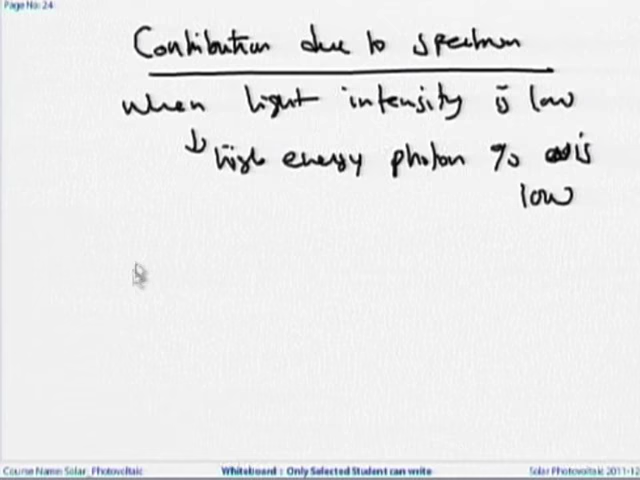 Page No: 24
Contribution due to spectrum
When light intensity is low
↓ high energy photon % is
low
Course Name: Solar_Photovoltaic
Whiteboard : Only Selected Student can write
Solar Photovoltaic 2011-12